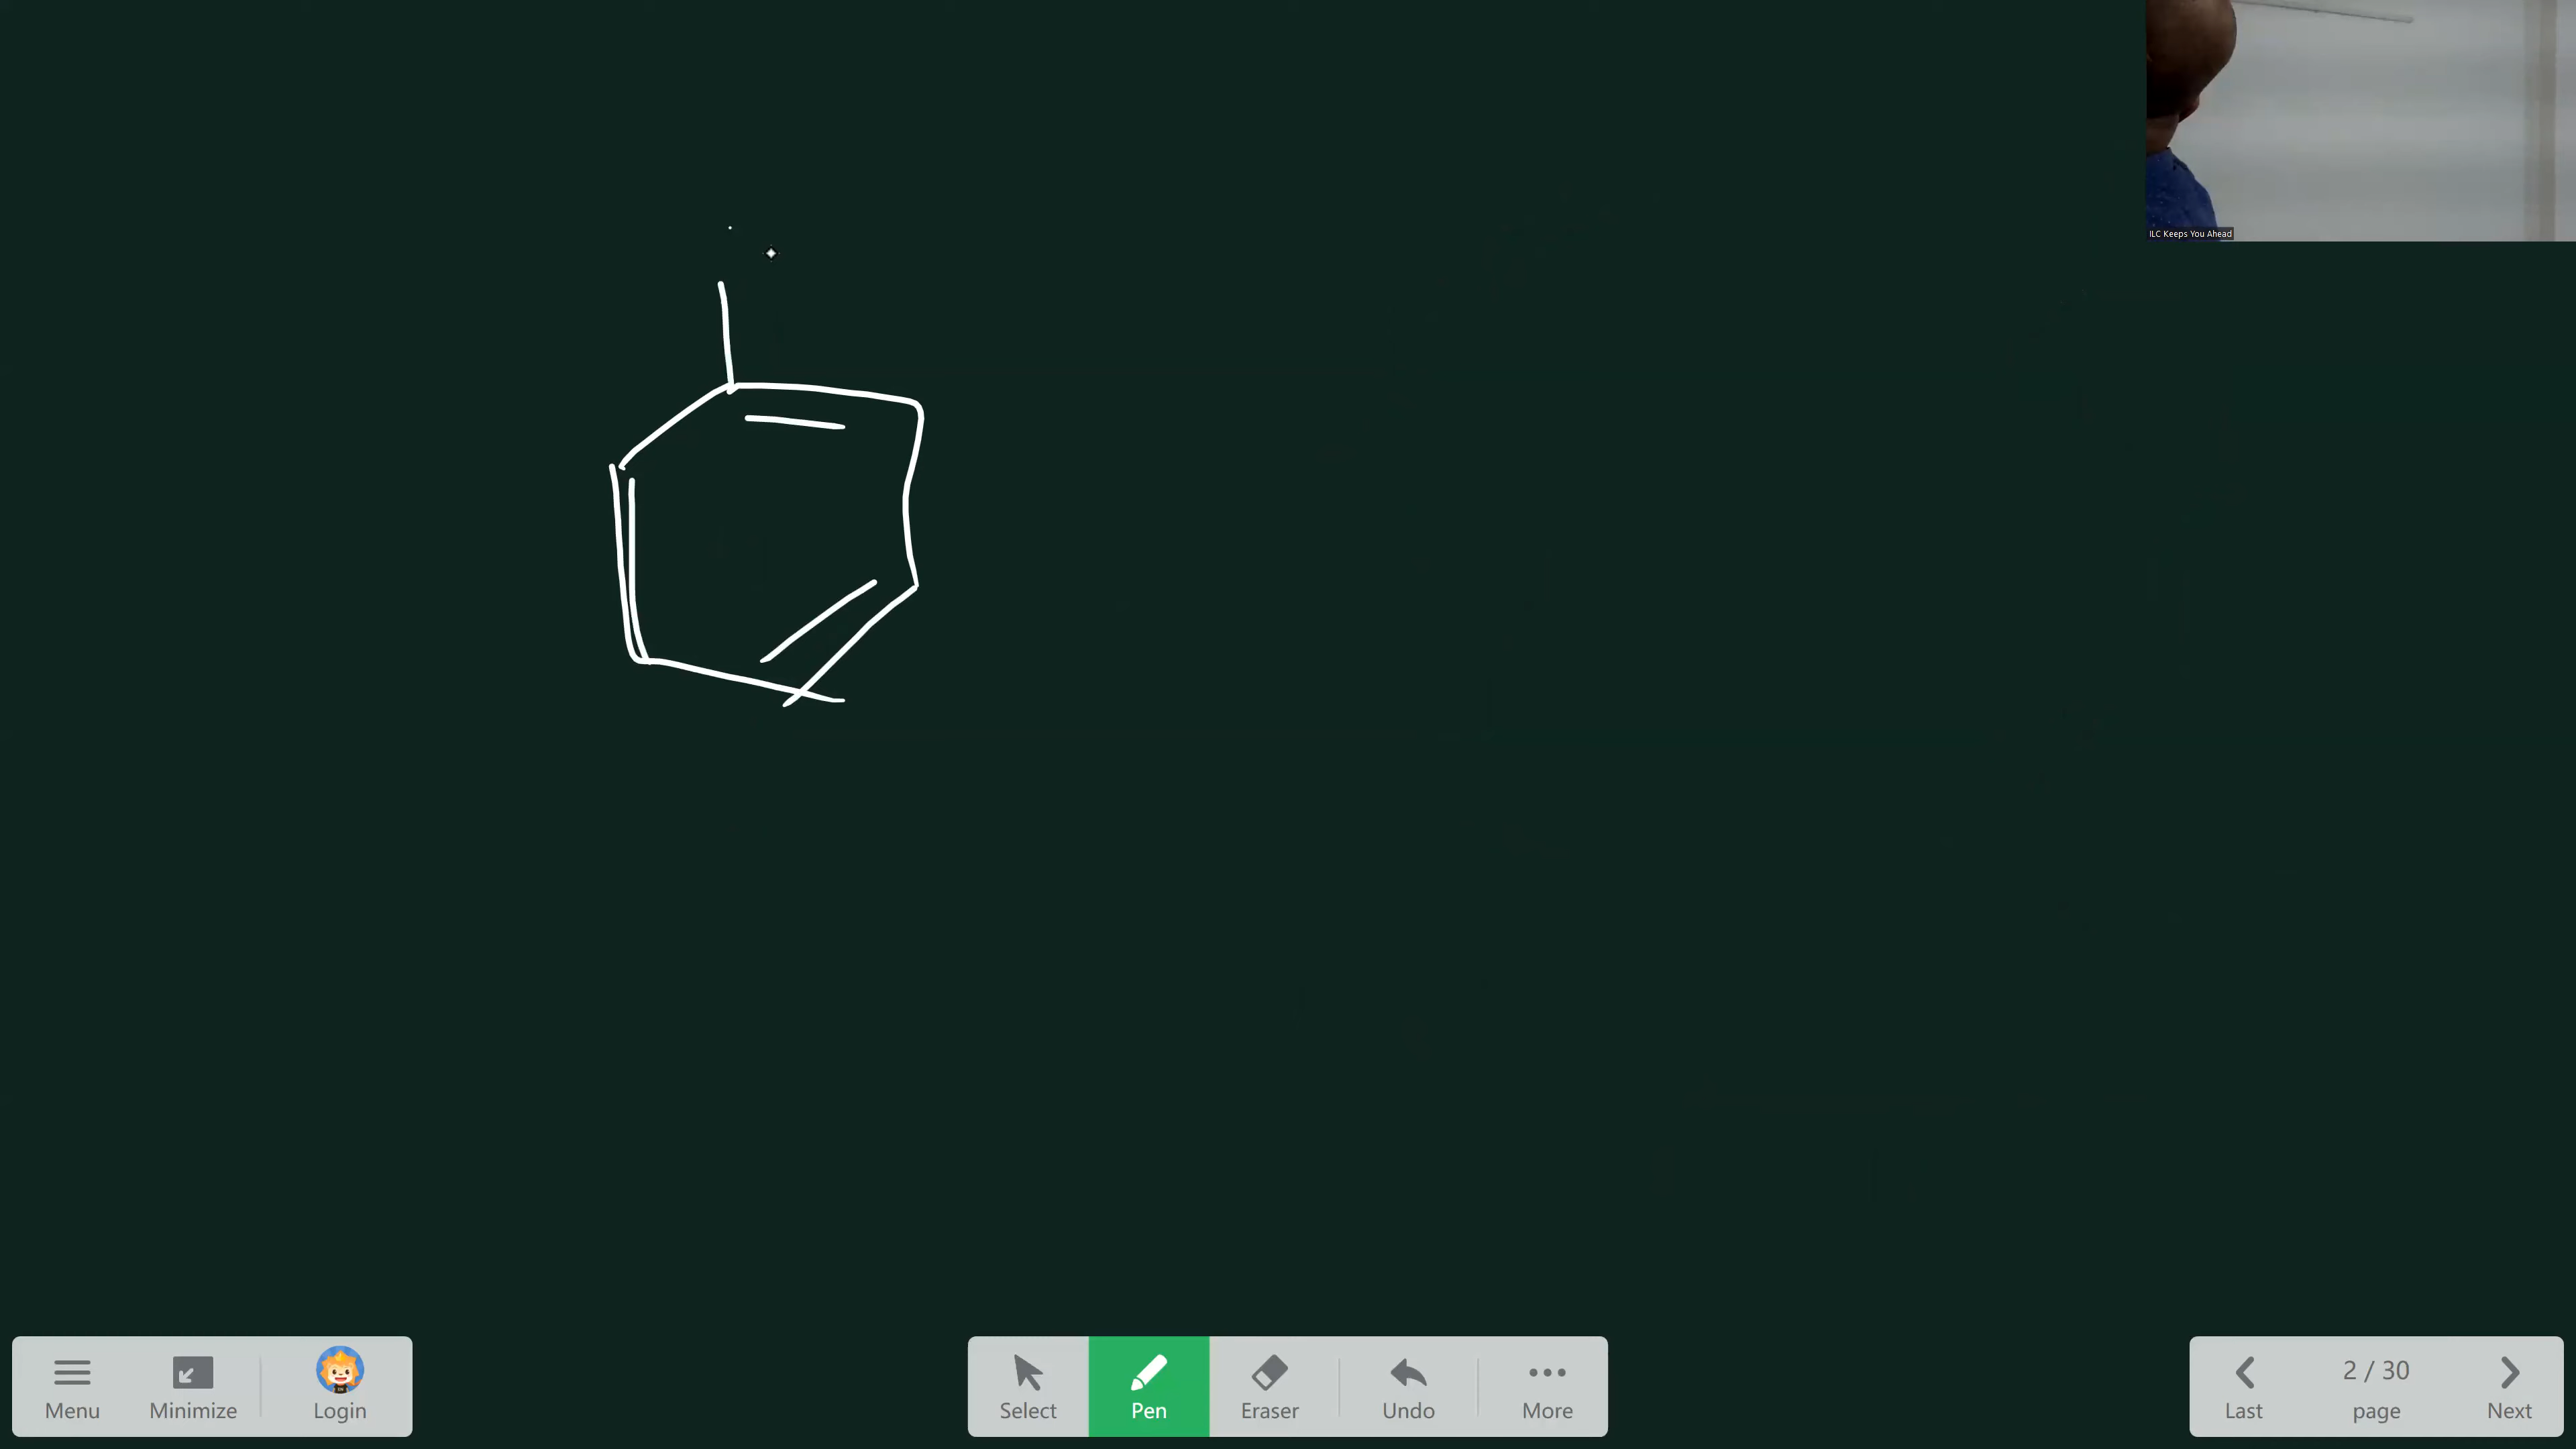 ILC Keeps You Ahead
Menu
Minimize
Login
Select
Pen
Eraser
Undo
More
Last
2 / 30
page
Next